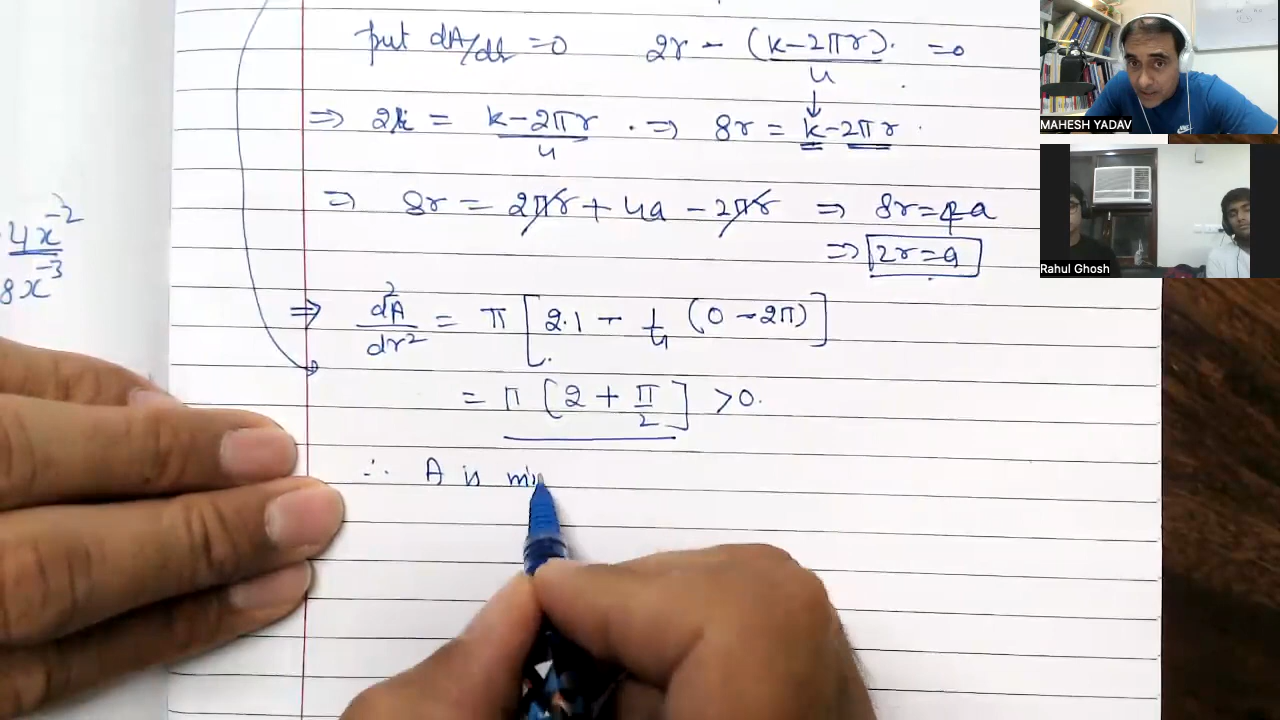 put dA/dr = 0    2r - (k-2πr). = 0
4
⇒ 2r = k-2πr/4 . ⇒ 8r = k-2πr.
⇒ 8r = 2πr + 4a - 2πr ⇒ 8r = 4a
⇒ 2r = a
4x⁻²
8x⁻³
⇒ d²A/dr² = π [2.1 - 1/4 (0-2π)]
= π [2 + π/2] >0.
∴ A is min
MAHESH YADAV
Rahul Ghosh